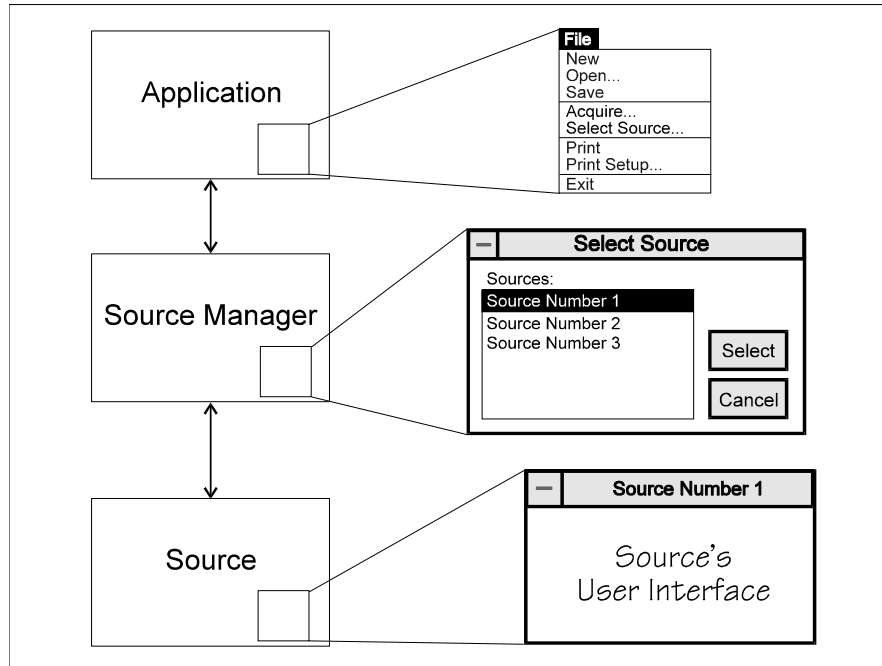 Application
File
New
Open...
Save
Acquire...
Select Source...
Print
Print Setup...
Exit
Source Manager
Select Source
Sources:
Source Number 1
Source Number 2
Source Number 3
Select
Cancel
Source
Source Number 1
Source's
User Interface